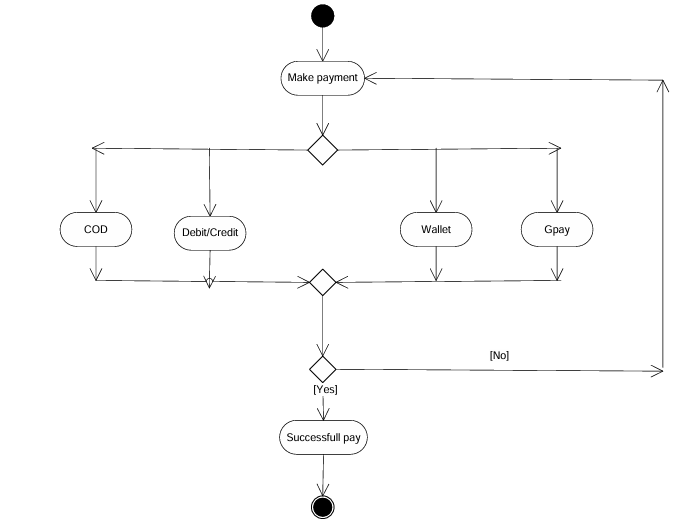 Make payment
COD
Debit/Credit
Wallet
Gpay
[No]
[Yes]
Successfull pay